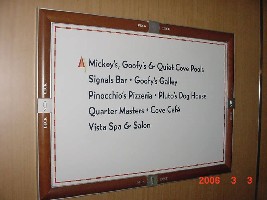 Mickey's, Goofy's & Quiet Cove Pools
Signals Bar • Goofy's Galley
Pinocchio's Pizzeria • Pluto's Dog House
Quarter Masters • Cove Café
Vista Spa & Salon
2008 3 3